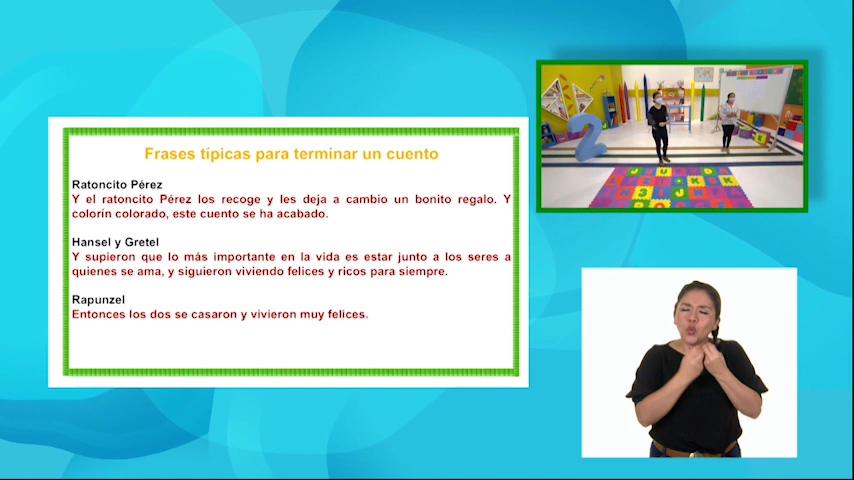 Frases típicas para terminar un cuento
Ratoncito Pérez
Y el ratoncito Pérez los recoge y les deja a cambio un bonito regalo. Y
colorín colorado, este cuento se ha acabado.
Hansel y Gretel
Y supieron que lo más importante en la vida es estar junto a los seres a
quienes se ama, y siguieron viviendo felices y ricos para siempre.
Rapunzel
Entonces los dos se casaron y vivieron muy felices.
2